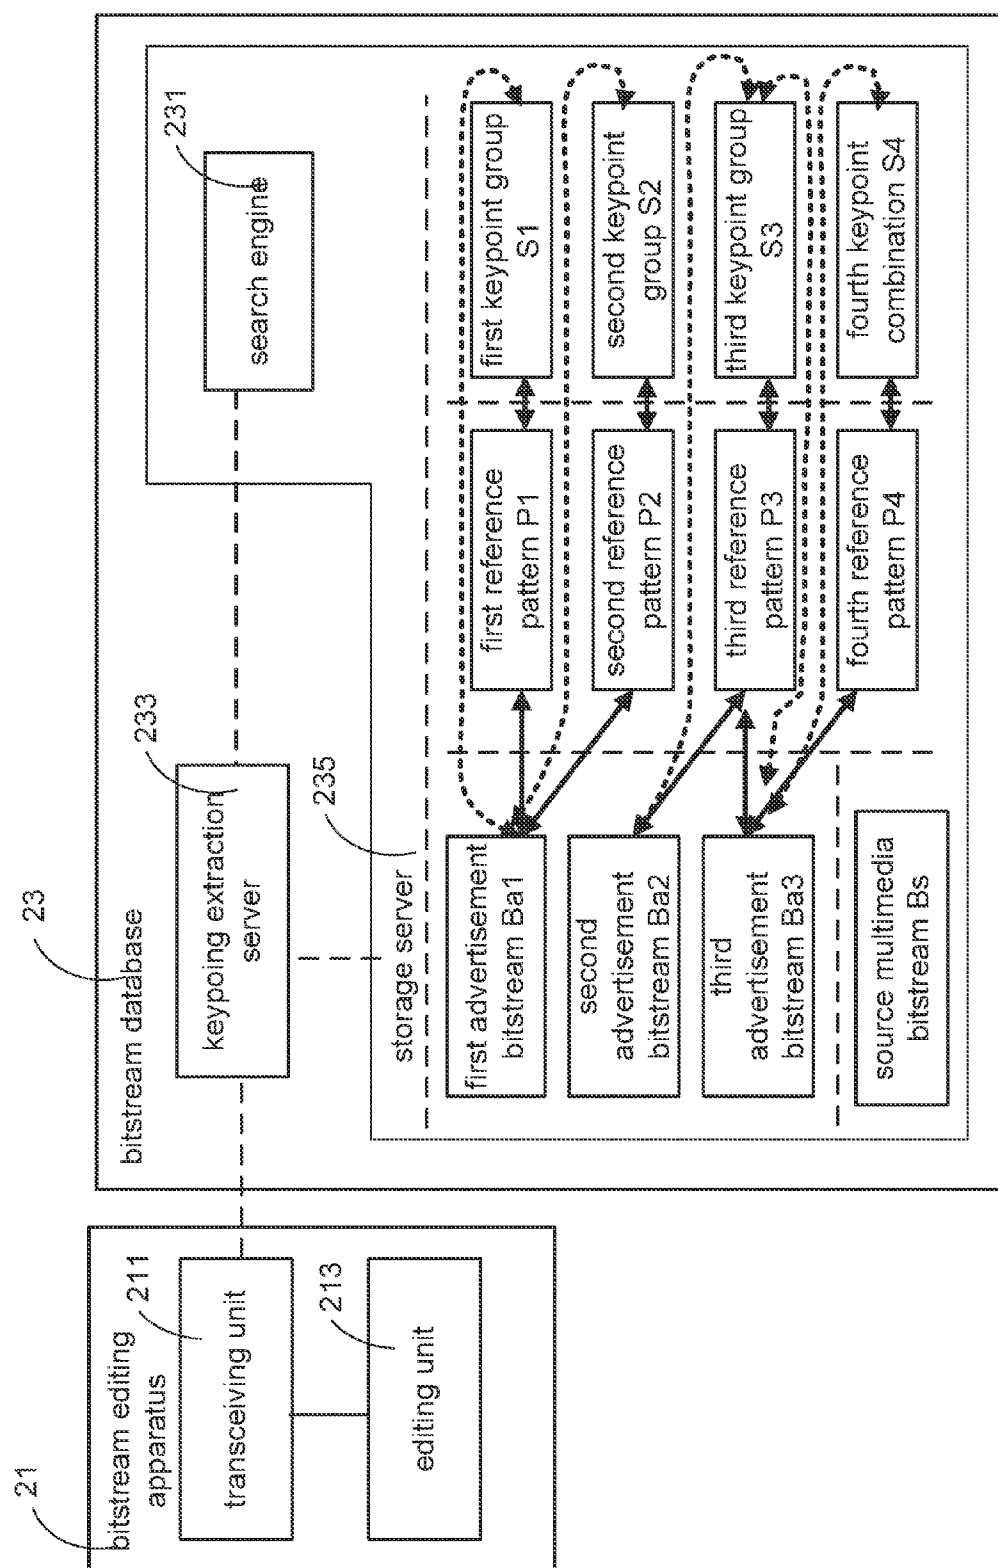 21
bitstream editing
apparatus
211
transceiving unit
213
editing unit
23
bitstream database
233
keypoing extraction
server
231
search engine
235
storage server
first advertisement
bitstream Ba1
second
advertisement
bitstream Ba2
third
advertisement
bitstream Ba3
source multimedia
bitstream Bs
first reference
pattern P1
second reference
pattern P2
third reference
pattern P3
fourth reference
pattern P4
first keypoint group
S1
second keypoint
group S2
third keypoint group
S3
fourth keypoint
combination S4